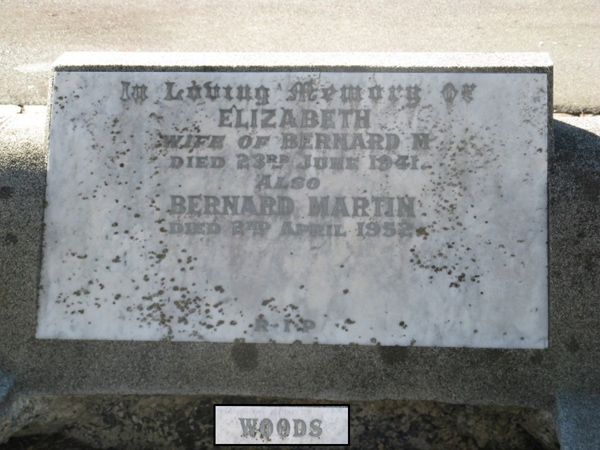 In Loving Memory Of
ELIZABETH
WIFE OF BERNARD M
DIED 23RD JUNE 1941.
ALSO
BERNARD MARTIN
DIED 2ND APRIL 1952
R·I·P
WOODS